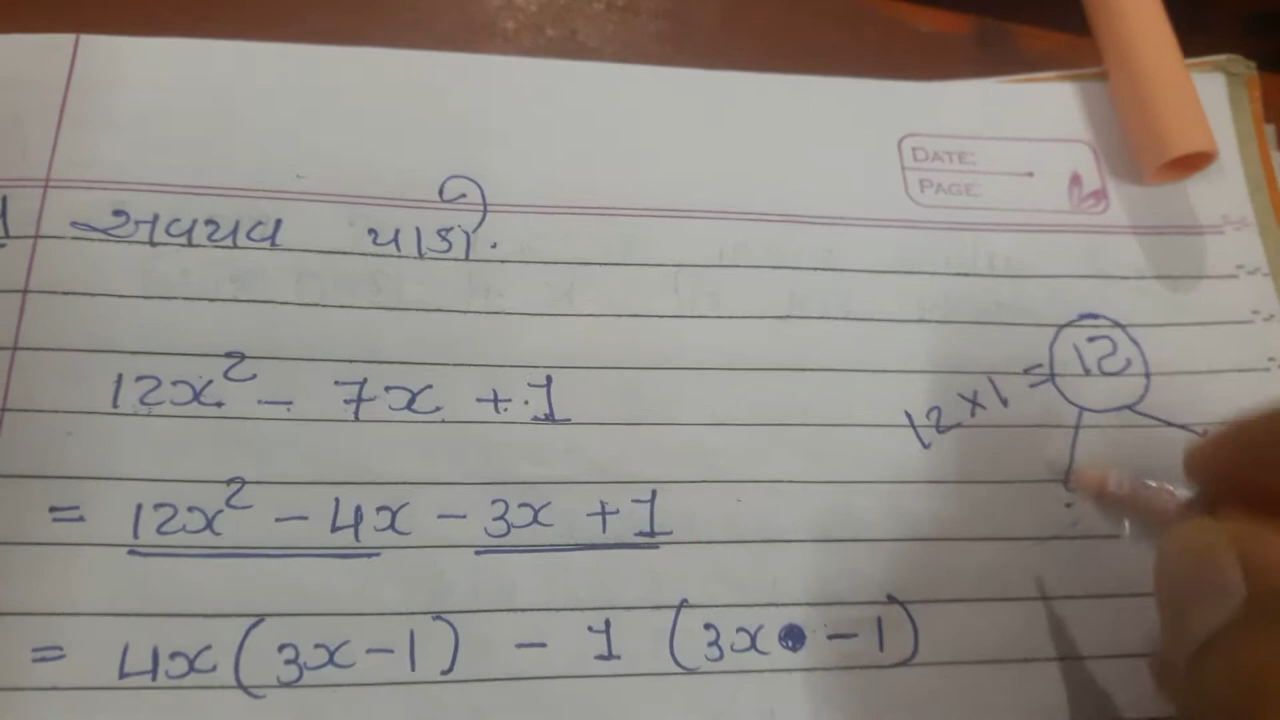 DATE:
PAGE:
અવયવ પાડો.
12x² - 7x + 1
12 × 1 = 12
= 12x² - 4x - 3x + 1
= 4x (3x - 1) - 1 (3x - 1)